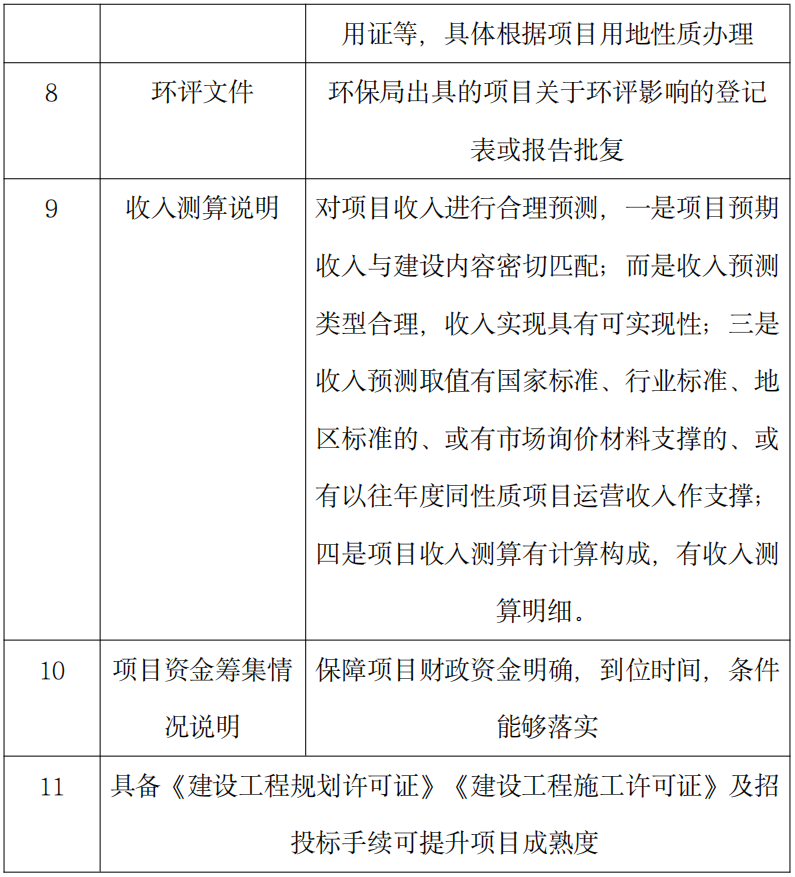 用证等，具体根据项目用地性质办理
8 环评文件 环保局出具的项目关于环评影响的登记
表或报告批复
9 收入测算说明 对项目收入进行合理预测，一是项目预期
收入与建设内容密切匹配；而是收入预测
类型合理，收入实现具有可实现性；三是
收入预测取值有国家标准、行业标准、地
区标准的、或有市场询价材料支撑的、或
有以往年度同性质项目运营收入作支撑；
四是项目收入测算有计算构成，有收入测
算明细。
10 项目资金筹集情 保障项目财政资金明确，到位时间，条件
况说明 能够落实
11 具备《建设工程规划许可证》《建设工程施工许可证》及招
投标手续可提升项目成熟度